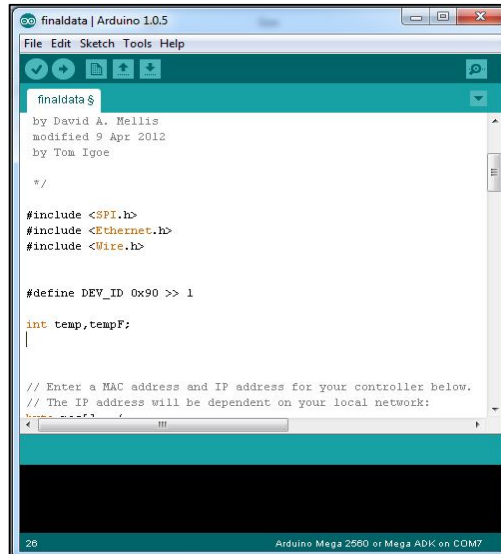 finaldata | Arduino 1.0.5
File Edit Sketch Tools Help
finaldata §
by David A. Mellis
modified 9 Apr 2012
by Tom Igoe
*/
#include <SPI.h>
#include <Ethernet.h>
#include <Wire.h>
#define DEV_ID 0x90 >> 1
int temp,tempF;
// Enter a MAC address and IP address for your controller below.
// The IP address will be dependent on your local network:
26
Arduino Mega 2560 or Mega ADK on COM7